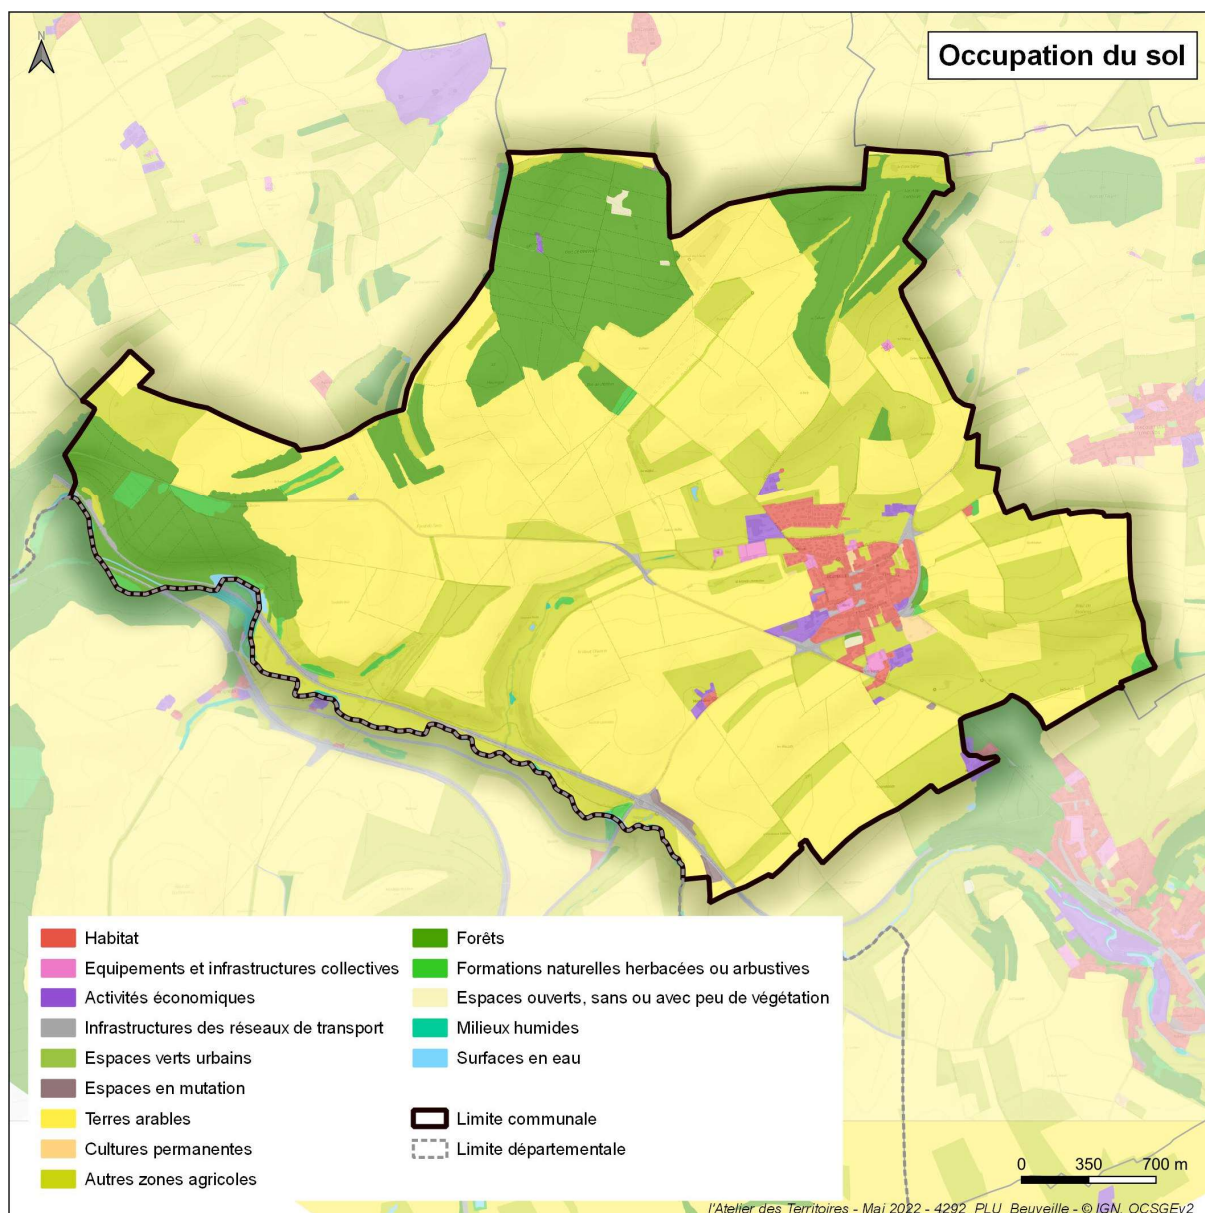 N
Occupation du sol
Habitat
Equipements et infrastructures collectives
Activités économiques
Infrastructures des réseaux de transport
Espaces verts urbains
Espaces en mutation
Terres arables
Cultures permanentes
Autres zones agricoles
Forêts
Formations naturelles herbacées ou arbustives
Espaces ouverts, sans ou avec peu de végétation
Milieux humides
Surfaces en eau
Limite communale
Limite départementale
0 350 700 m
l'Atelier des Territoires - Mai 2022 - 4292_PLU_Beuveille - © IGN, OCSGEv2